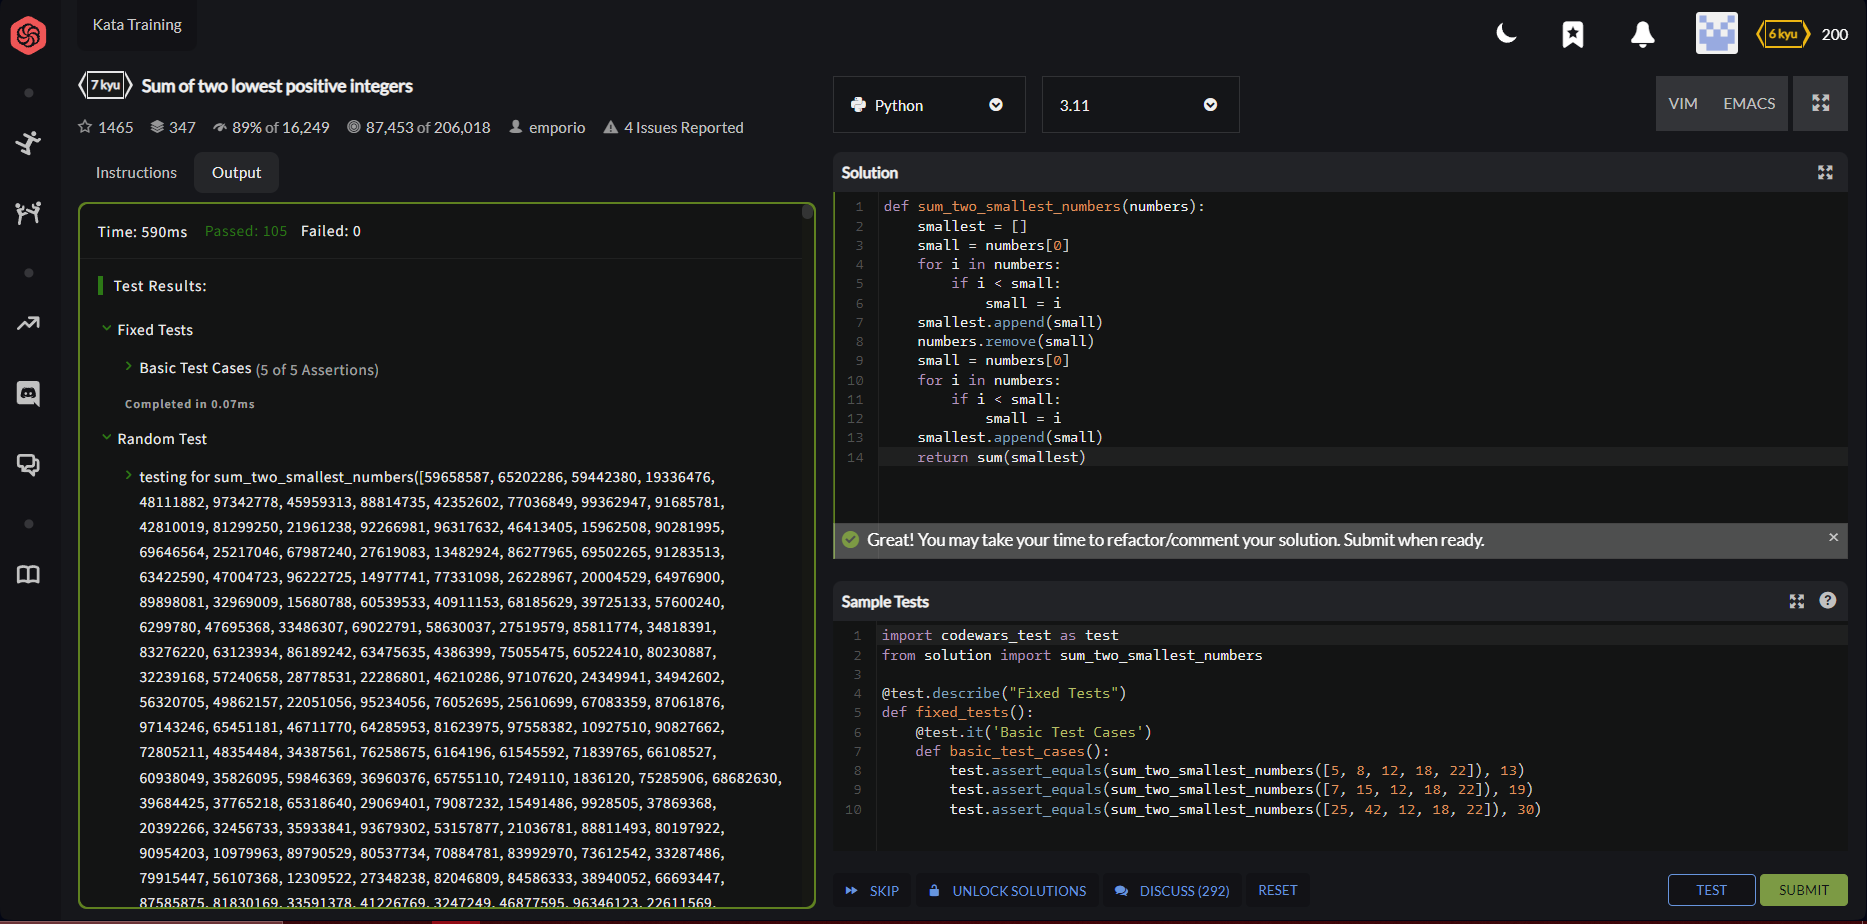 Kata Training
6 kyu 200
7 kyu Sum of two lowest positive integers
1465 347 89% of 16,249 87,453 of 206,018 emporio 4 Issues Reported
Instructions Output
Time: 590ms Passed: 105 Failed: 0
Test Results:
Fixed Tests
Basic Test Cases (5 of 5 Assertions)
Completed in 0.07ms
Random Test
testing for sum_two_smallest_numbers([59658587, 65202286, 59442380, 19336476,
48111882, 97342778, 45959313, 88814735, 42352602, 77036849, 99362947, 91685781,
42810019, 81299250, 21961238, 92266981, 96317632, 46413405, 15962508, 90281995,
69646564, 25217046, 67987240, 27619083, 13482924, 86277965, 69502265, 91283513,
63422590, 47004723, 96222725, 14977741, 77331098, 26228967, 20004529, 64976900,
89898081, 32969009, 15680788, 60539533, 40911153, 68185629, 39725133, 57600240,
6299780, 47695368, 33486307, 69022791, 58630037, 27519579, 85811774, 34818391,
83276220, 63123934, 86189242, 63475635, 4386399, 75055475, 60522410, 80230887,
32239168, 57240658, 28778531, 22286801, 46210286, 97107620, 24349941, 34942602,
56320705, 49862157, 22051056, 95234056, 76052695, 25610699, 67083359, 87061876,
97143246, 65451181, 46711770, 64285953, 81623975, 97558382, 10927510, 90827662,
72805211, 48354484, 34387561, 76258675, 6164196, 61545592, 71839765, 66108527,
60938049, 35826095, 59846369, 36960376, 65755110, 7249110, 1836120, 75285906, 68682630,
39684425, 37765218, 65318640, 29069401, 79087232, 15491486, 9928505, 37869368,
20392266, 32456733, 35933841, 93679302, 53157877, 21036781, 88811493, 80197922,
90954203, 10979963, 89790529, 80537734, 70884781, 83992970, 73612542, 33287486,
79915447, 56107368, 12309522, 27348238, 82046809, 84586333, 38940052, 66693447,
87585875, 81830169, 33591378, 41226769, 3247249, 46877595, 96346123, 22611569,
Python 3.11 VIM EMACS
Solution
1 def sum_two_smallest_numbers(numbers):
2 smallest = []
3 small = numbers[0]
4 for i in numbers:
5 if i < small:
6 small = i
7 smallest.append(small)
8 numbers.remove(small)
9 small = numbers[0]
10 for i in numbers:
11 if i < small:
12 small = i
13 smallest.append(small)
14 return sum(smallest)
Great! You may take your time to refactor/comment your solution. Submit when ready. ×
Sample Tests
1 import codewars_test as test
2 from solution import sum_two_smallest_numbers
3
4 @test.describe("Fixed Tests")
5 def fixed_tests():
6 @test.it('Basic Test Cases')
7 def basic_test_cases():
8 test.assert_equals(sum_two_smallest_numbers([5, 8, 12, 18, 22]), 13)
9 test.assert_equals(sum_two_smallest_numbers([7, 15, 12, 18, 22]), 19)
10 test.assert_equals(sum_two_smallest_numbers([25, 42, 12, 18, 22]), 30)
SKIP UNLOCK SOLUTIONS DISCUSS (292) RESET TEST SUBMIT